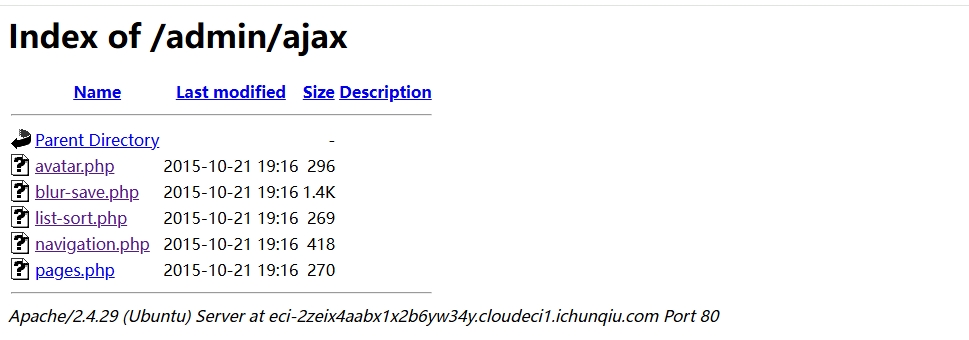 Index of /admin/ajax
Name Last modified Size Description
Parent Directory -
avatar.php 2015-10-21 19:16 296
blur-save.php 2015-10-21 19:16 1.4K
list-sort.php 2015-10-21 19:16 269
navigation.php 2015-10-21 19:16 418
pages.php 2015-10-21 19:16 270
Apache/2.4.29 (Ubuntu) Server at eci-2zeix4aabx1x2b6yw34y.cloudeci1.ichunqiu.com Port 80